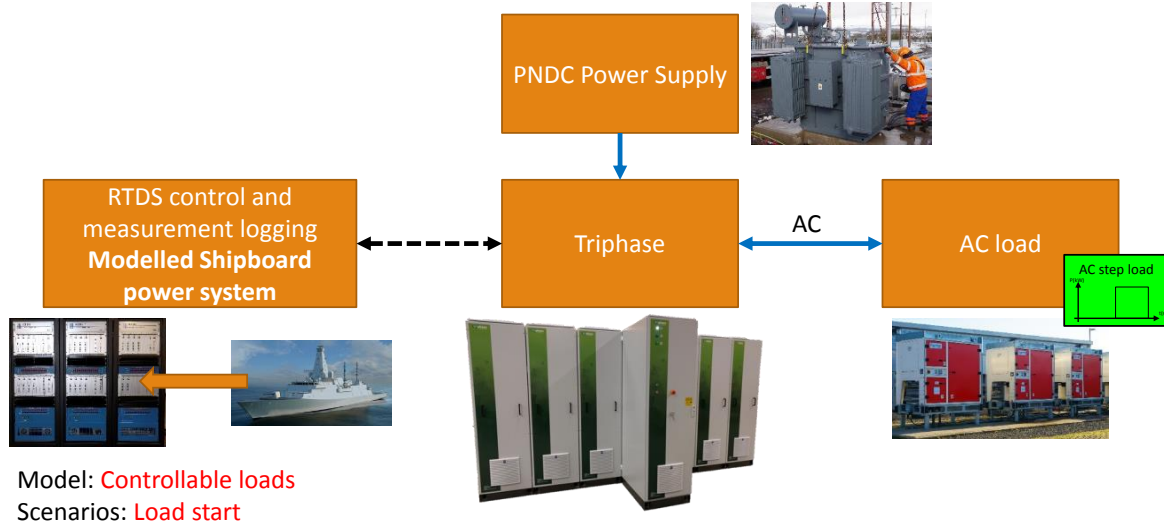 PNDC Power Supply
RTDS control and
measurement logging
Modelled Shipboard
power system
Triphase
AC
AC load
AC step load
Model: Controllable loads
Scenarios: Load start